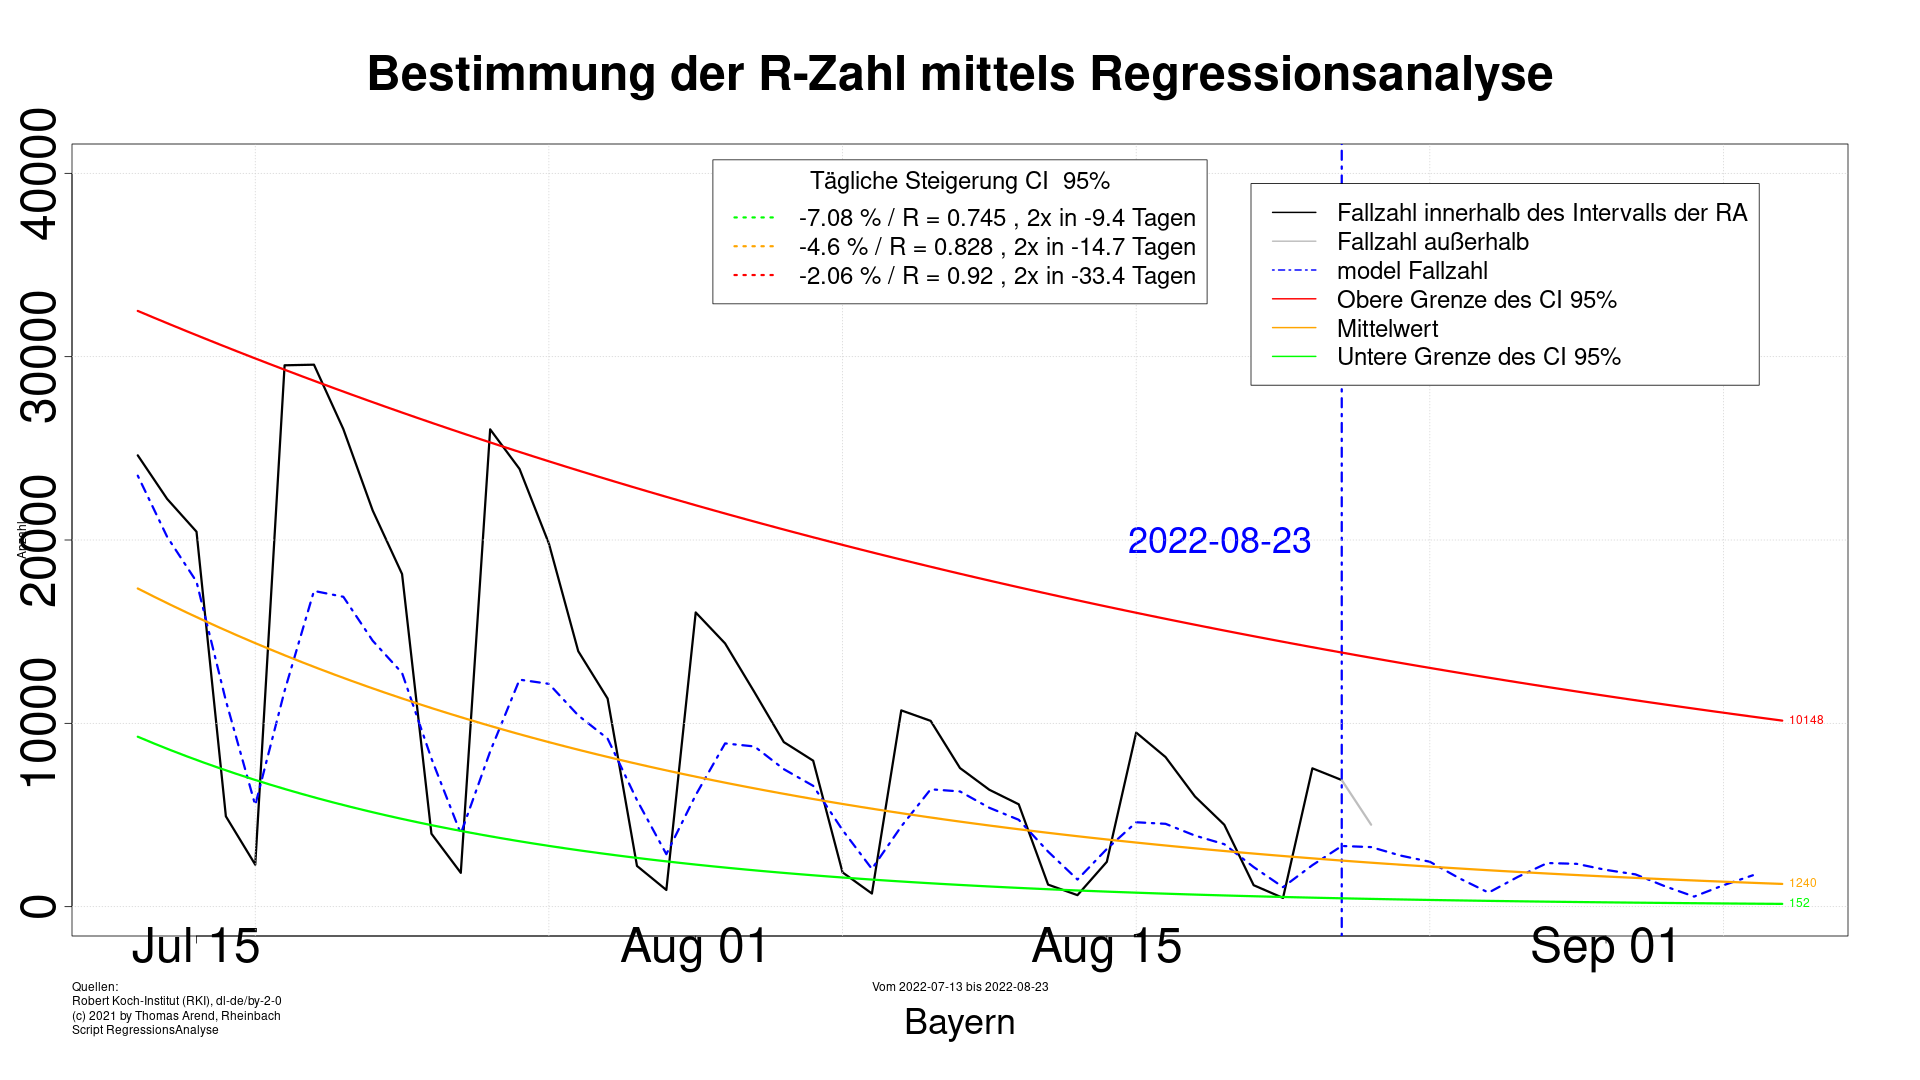 Bestimmung der R-Zahl mittels Regressionsanalyse
Anzahl
40000
30000
20000
10000
0
Tägliche Steigerung CI  95%
-7.08 % / R = 0.745 , 2x in -9.4 Tagen
-4.6 % / R = 0.828 , 2x in -14.7 Tagen
-2.06 % / R = 0.92 , 2x in -33.4 Tagen
Fallzahl innerhalb des Intervalls der RA
Fallzahl außerhalb
model Fallzahl
Obere Grenze des CI 95%
Mittelwert
Untere Grenze des CI 95%
2022-08-23
10148
1240
152
Jul 15 Aug 01 Aug 15 Sep 01
Quellen:
Robert Koch-Institut (RKI), dl-de/by-2-0
(c) 2021 by Thomas Arend, Rheinbach
Script RegressionsAnalyse
Vom 2022-07-13 bis 2022-08-23
Bayern